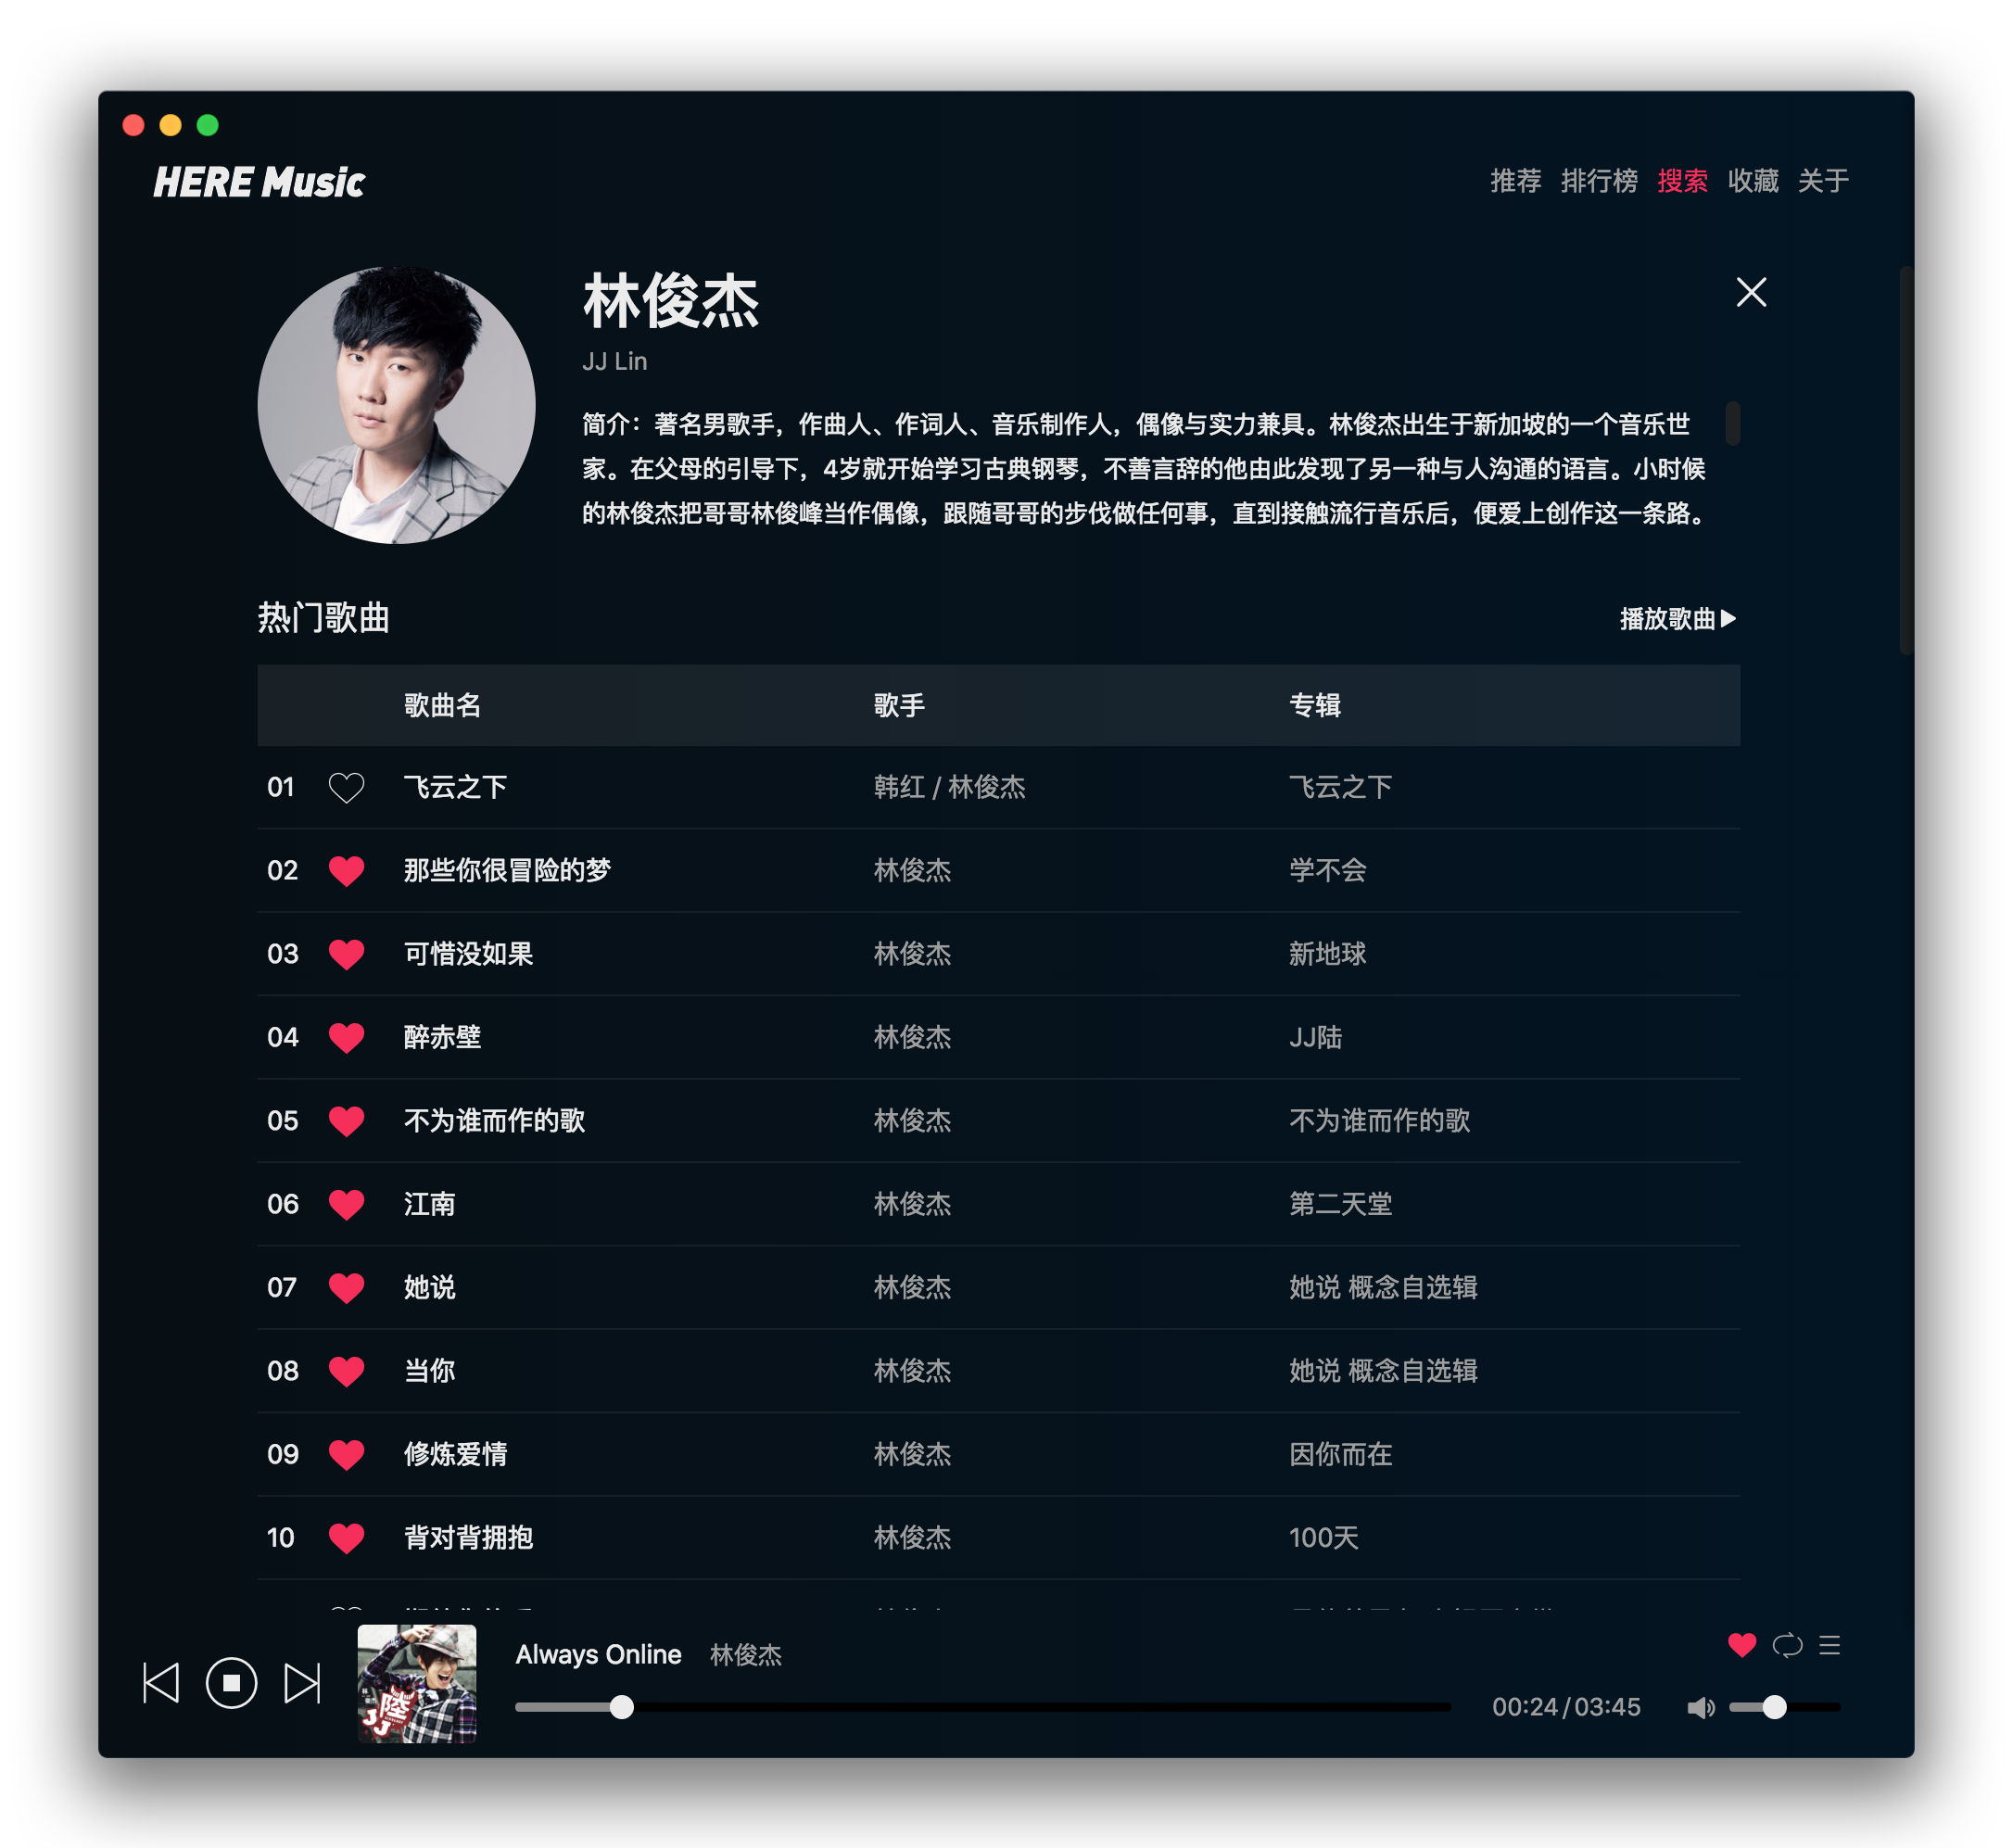 HERE Music
推荐 排行榜 搜索 收藏 关于
林俊杰
JJ Lin
简介：著名男歌手，作曲人、作词人、音乐制作人，偶像与实力兼具。林俊杰出生于新加坡的一个音乐世
家。在父母的引导下，4岁就开始学习古典钢琴，不善言辞的他由此发现了另一种与人沟通的语言。小时候
的林俊杰把哥哥林俊峰当作偶像，跟随哥哥的步伐做任何事，直到接触流行音乐后，便爱上创作这一条路。
热门歌曲 播放歌曲
歌曲名 歌手 专辑
01 飞云之下 韩红 / 林俊杰 飞云之下
02 那些你很冒险的梦 林俊杰 学不会
03 可惜没如果 林俊杰 新地球
04 醉赤壁 林俊杰 JJ陆
05 不为谁而作的歌 林俊杰 不为谁而作的歌
06 江南 林俊杰 第二天堂
07 她说 林俊杰 她说 概念自选辑
08 当你 林俊杰 她说 概念自选辑
09 修炼爱情 林俊杰 因你而在
10 背对背拥抱 林俊杰 100天
陸
JJ
Always Online 林俊杰
00:24/03:45